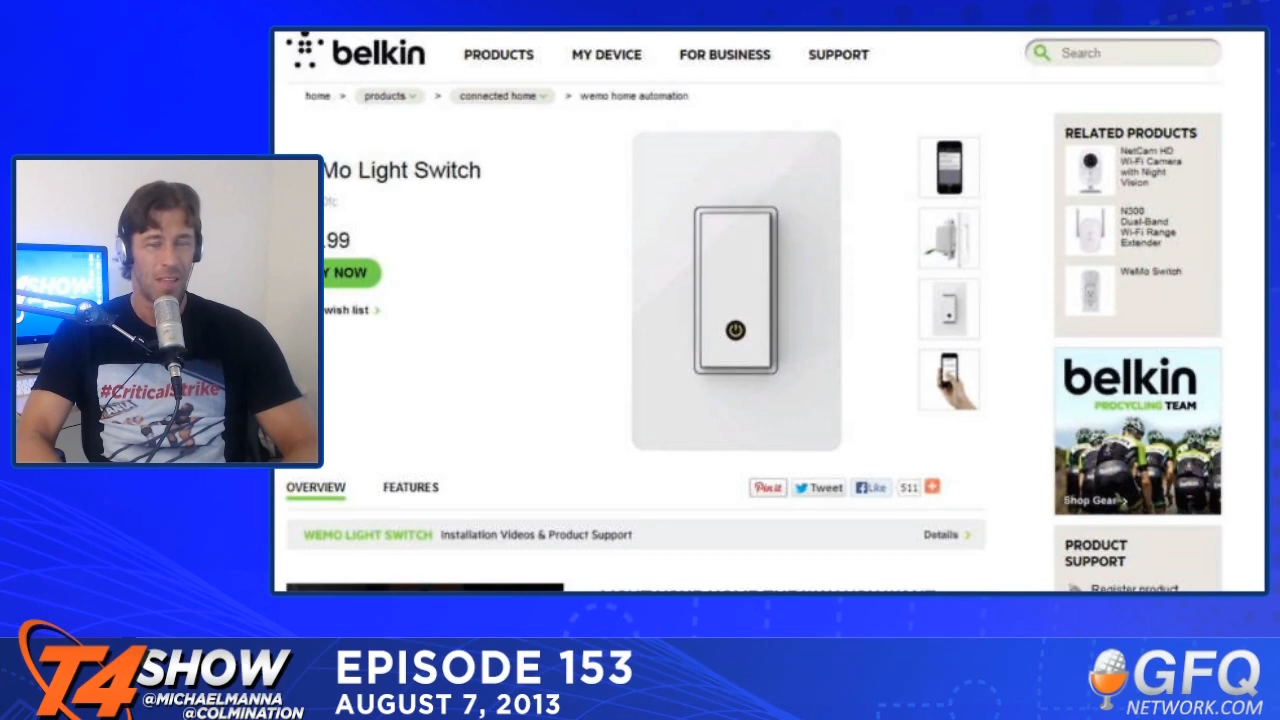 belkin
PRODUCTS
MY DEVICE
FOR BUSINESS
SUPPORT
Search
home > products > connected home > wemo home automation
Mo Light Switch
.99
Y NOW
wish list >
RELATED PRODUCTS
NetCam HD
Wi-Fi Camera
with Night
Vision
N300
Dual-Band
Wi-Fi Range
Extender
WeMo Switch
belkin
PROCYCLING TEAM
Shop Gear >
OVERVIEW
FEATURES
Pin it
Tweet
Like
511
WEMO LIGHT SWITCH Installation Videos & Product Support
Details >
PRODUCT
SUPPORT
Register product
SHOW
#CriticalStrike
T4 SHOW
@MICHAELMANNA
@COLMINATION
EPISODE 153
AUGUST 7, 2013
GFQ
NETWORK.COM